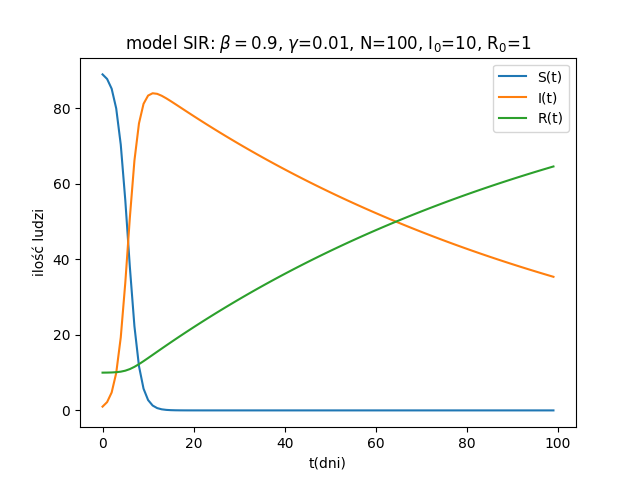 model SIR: β = 0.9, γ=0.01, N=100, I₀=10, R₀=1
S(t)
I(t)
R(t)
80
60
40
20
0
ilość ludzi
0 20 40 60 80 100
t(dni)